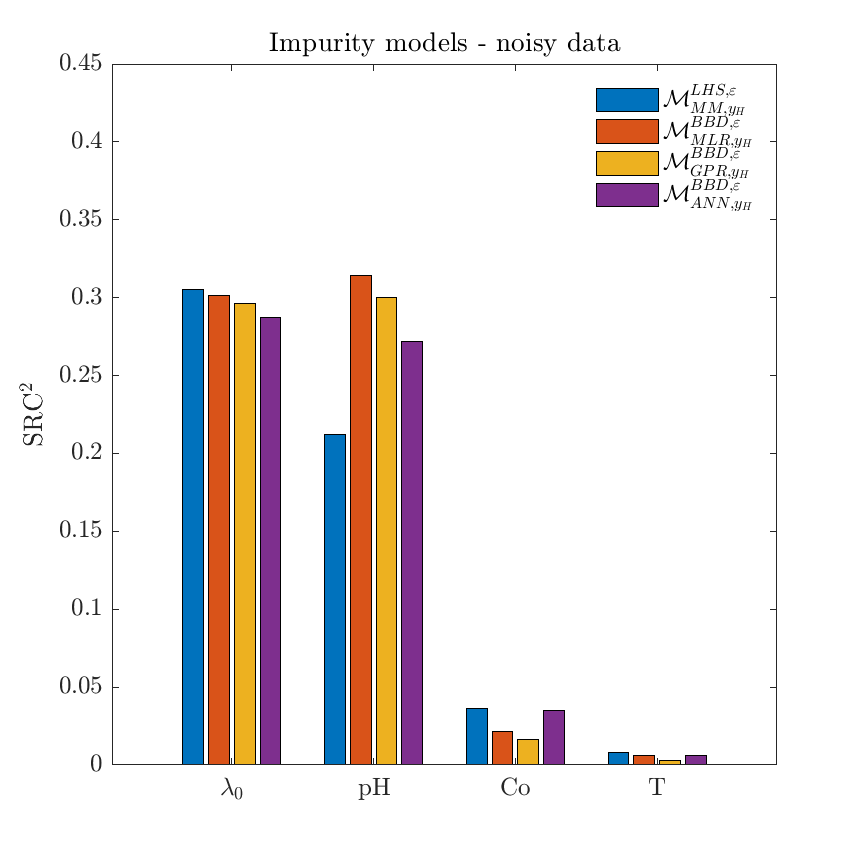 Impurity models - noisy data
0.45
0.4
0.35
0.3
0.25
0.2
0.15
0.1
0.05
0
SRC²
λ₀ pH Co T
ℳ^{LHS,ε}_{MM,y_H}
ℳ^{BBD,ε}_{MLR,y_H}
ℳ^{BBD,ε}_{GPR,y_H}
ℳ^{BBD,ε}_{ANN,y_H}